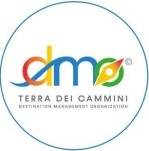 dmo©
TERRA DEI CAMMINI
DESTINATION MANAGEMENT ORGANIZATION